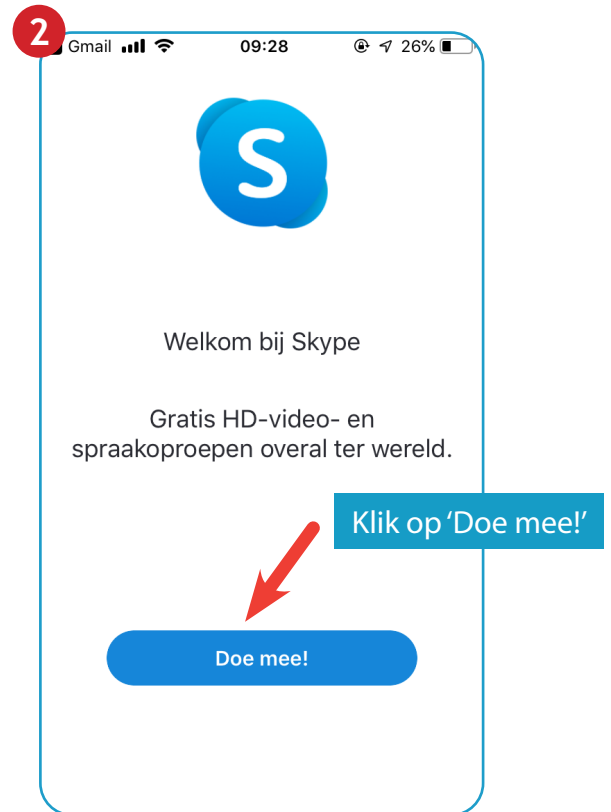 2
Gmail 09:28 26%
S
Welkom bij Skype
Gratis HD-video- en
spraakoproepen overal ter wereld.
Klik op ‘Doe mee!’
Doe mee!